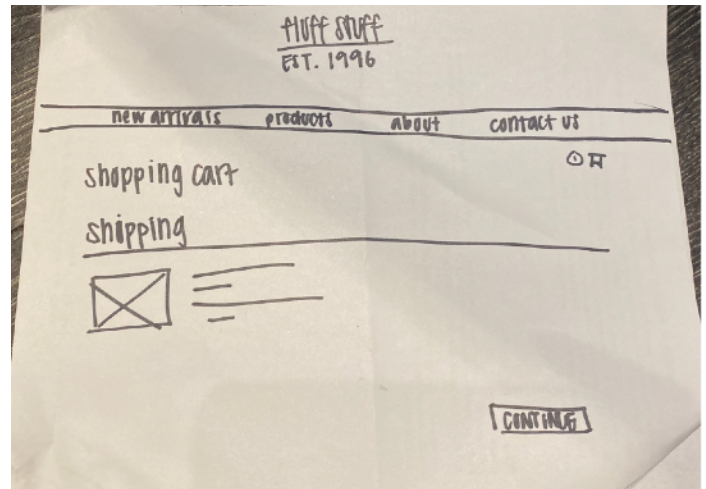 fluff stuff
EST. 1996
new arrivals products about contact us
shopping cart
shipping
CONTINUE